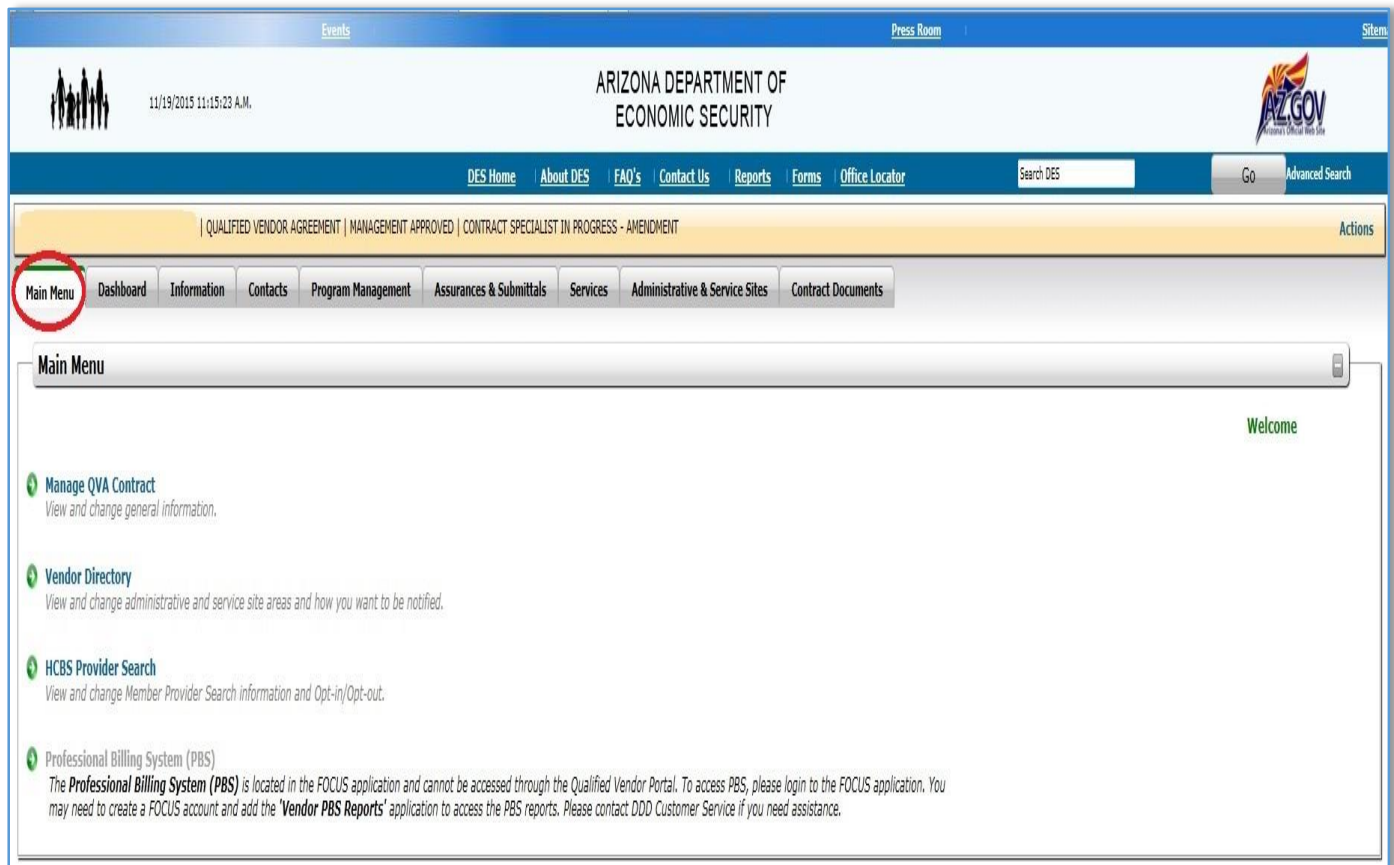 Events Press Room Sitem
11/19/2015 11:15:23 A.M.
ARIZONA DEPARTMENT OF
ECONOMIC SECURITY
AZ.GOV
Arizona's Official Web Site
DES Home | About DES | FAQ's | Contact Us | Reports | Forms | Office Locator Search DES Go Advanced Search
| QUALIFIED VENDOR AGREEMENT | MANAGEMENT APPROVED | CONTRACT SPECIALIST IN PROGRESS - AMENDMENT Actions
Main Menu Dashboard Information Contacts Program Management Assurances & Submittals Services Administrative & Service Sites Contract Documents
Main Menu
Welcome
Manage QVA Contract
View and change general information.
Vendor Directory
View and change administrative and service site areas and how you want to be notified.
HCBS Provider Search
View and change Member Provider Search information and Opt-in/Opt-out.
Professional Billing System (PBS)
The Professional Billing System (PBS) is located in the FOCUS application and cannot be accessed through the Qualified Vendor Portal. To access PBS, please login to the FOCUS application. You
may need to create a FOCUS account and add the 'Vendor PBS Reports' application to access the PBS reports. Please contact DDD Customer Service if you need assistance.